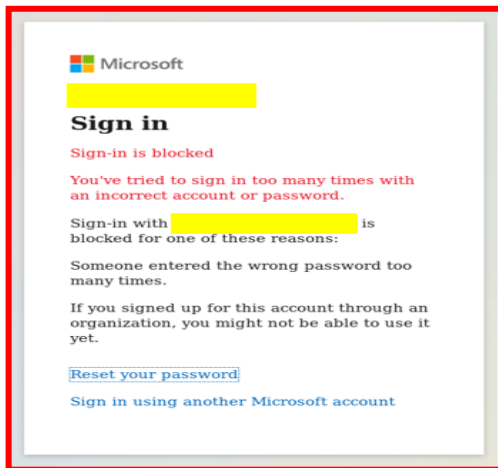 Microsoft
Sign in
Sign-in is blocked
You've tried to sign in too many times with
an incorrect account or password.
Sign-in with is
blocked for one of these reasons:
Someone entered the wrong password too
many times.
If you signed up for this account through an
organization, you might not be able to use it
yet.
Reset your password
Sign in using another Microsoft account